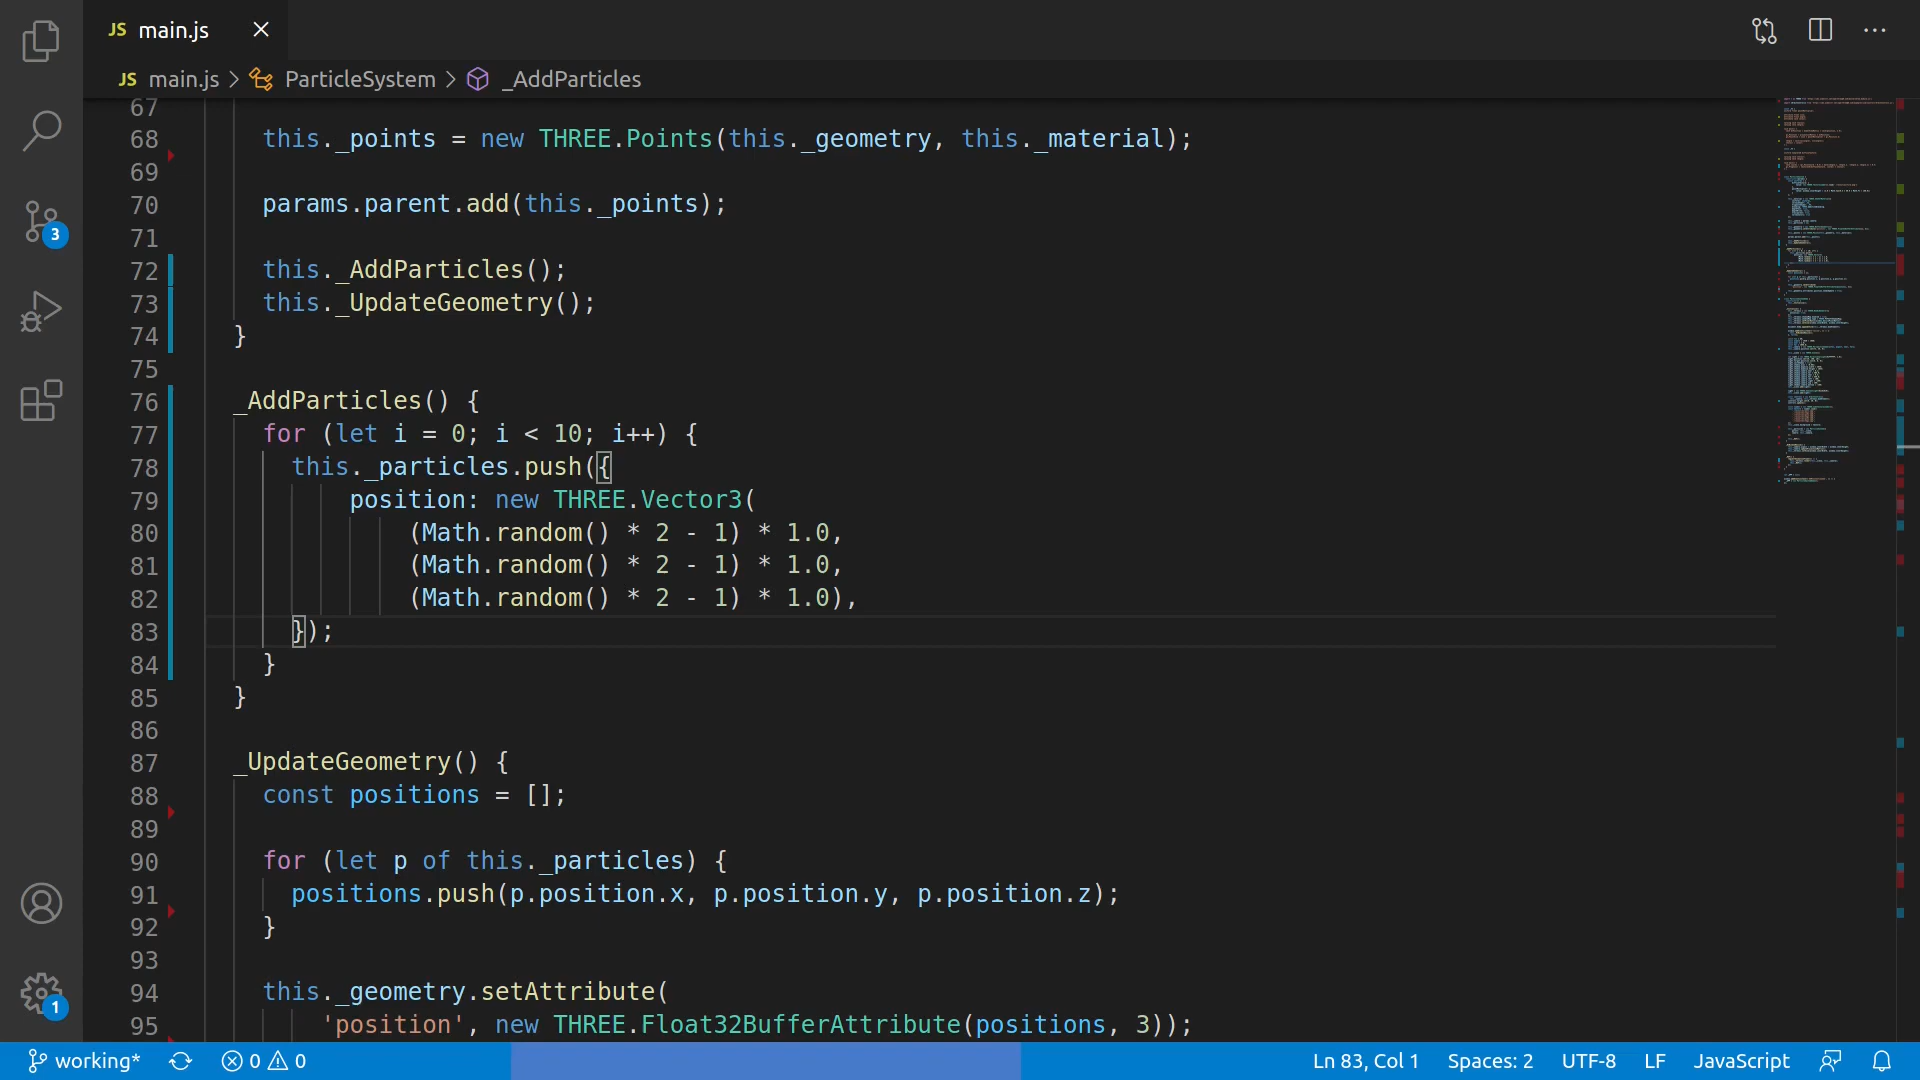 JS main.js
JS main.js > ParticleSystem > _AddParticles
67
68 this._points = new THREE.Points(this._geometry, this._material);
69
70 params.parent.add(this._points);
71
72 this._AddParticles();
73 this._UpdateGeometry();
74 }
75
76 _AddParticles() {
77 for (let i = 0; i < 10; i++) {
78 this._particles.push({
79 position: new THREE.Vector3(
80 (Math.random() * 2 - 1) * 1.0,
81 (Math.random() * 2 - 1) * 1.0,
82 (Math.random() * 2 - 1) * 1.0),
83 });
84 }
85 }
86
87 _UpdateGeometry() {
88 const positions = [];
89
90 for (let p of this._particles) {
91 positions.push(p.position.x, p.position.y, p.position.z);
92 }
93
94 this._geometry.setAttribute(
95 'position', new THREE.Float32BufferAttribute(positions, 3));
3
1
working* 0 0 Ln 83, Col 1 Spaces: 2 UTF-8 LF JavaScript